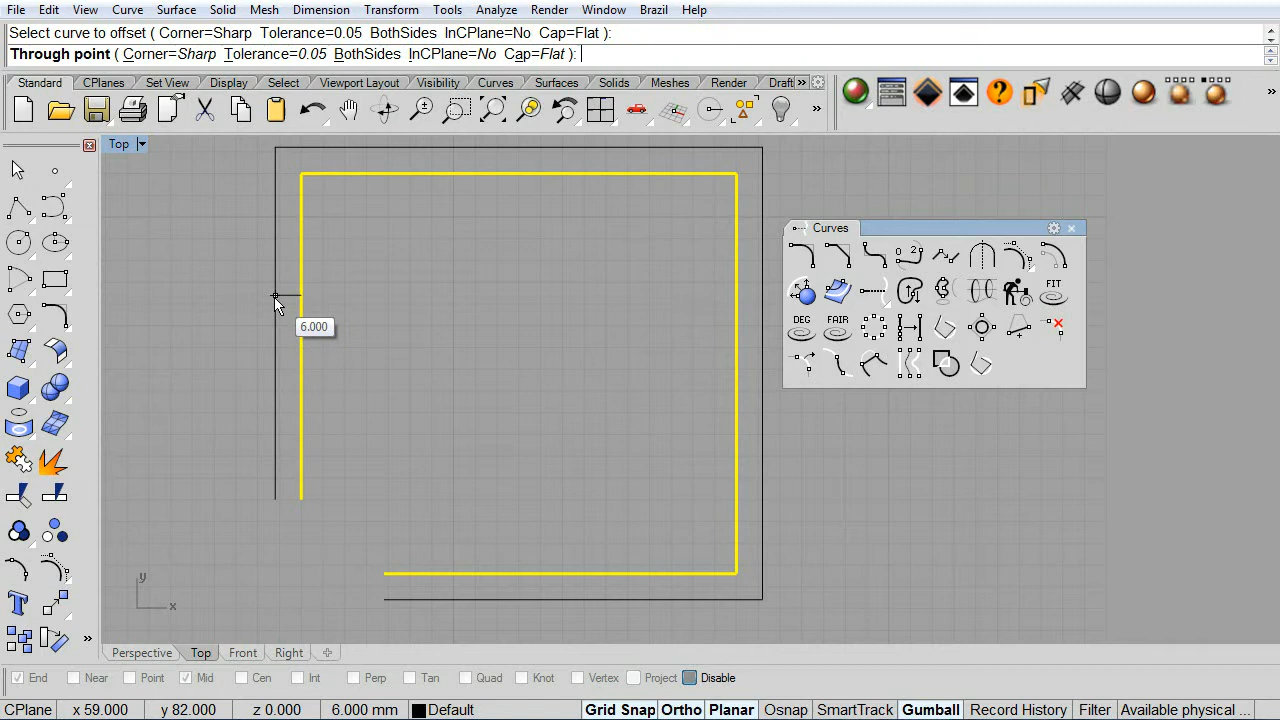 File Edit View Curve Surface Solid Mesh Dimension Transform Tools Analyze Render Window Brazil Help
Select curve to offset ( Corner=Sharp Tolerance=0.05 BothSides InCPlane=No Cap=Flat ):
Through point ( Corner=Sharp Tolerance=0.05 BothSides InCPlane=No Cap=Flat ):
Standard CPlanes Set View Display Select Viewport Layout Visibility Curves Surfaces Solids Meshes Render Draft »
» »
Top
Curves
0 2
FIT
6.000
DEG FAIR
y
x
T
»
Perspective Top Front Right
End Near Point Mid Cen Int Perp Tan Quad Knot Vertex Project Disable
CPlane x 59.000 y 82.000 z 0.000 6.000 mm Default Grid Snap Ortho Planar Osnap SmartTrack Gumball Record History Filter Available physical ...